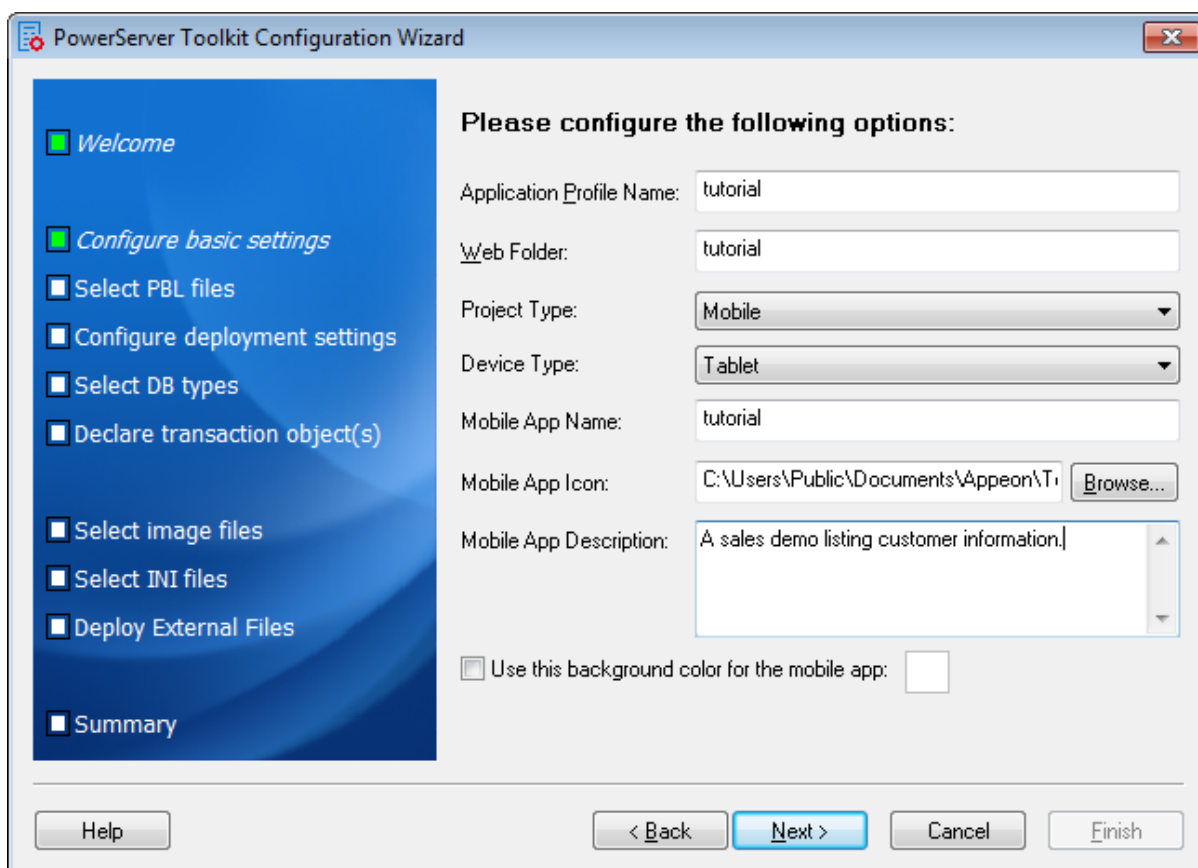 PowerServer Toolkit Configuration Wizard
Welcome
Configure basic settings
Select PBL files
Configure deployment settings
Select DB types
Declare transaction object(s)
Select image files
Select INI files
Deploy External Files
Summary
Please configure the following options:
Application Profile Name: tutorial
Web Folder: tutorial
Project Type: Mobile
Device Type: Tablet
Mobile App Name: tutorial
Mobile App Icon: C:\Users\Public\Documents\Appeon\ Browse...
Mobile App Description: A sales demo listing customer information.
Use this background color for the mobile app:
Help < Back Next > Cancel Finish